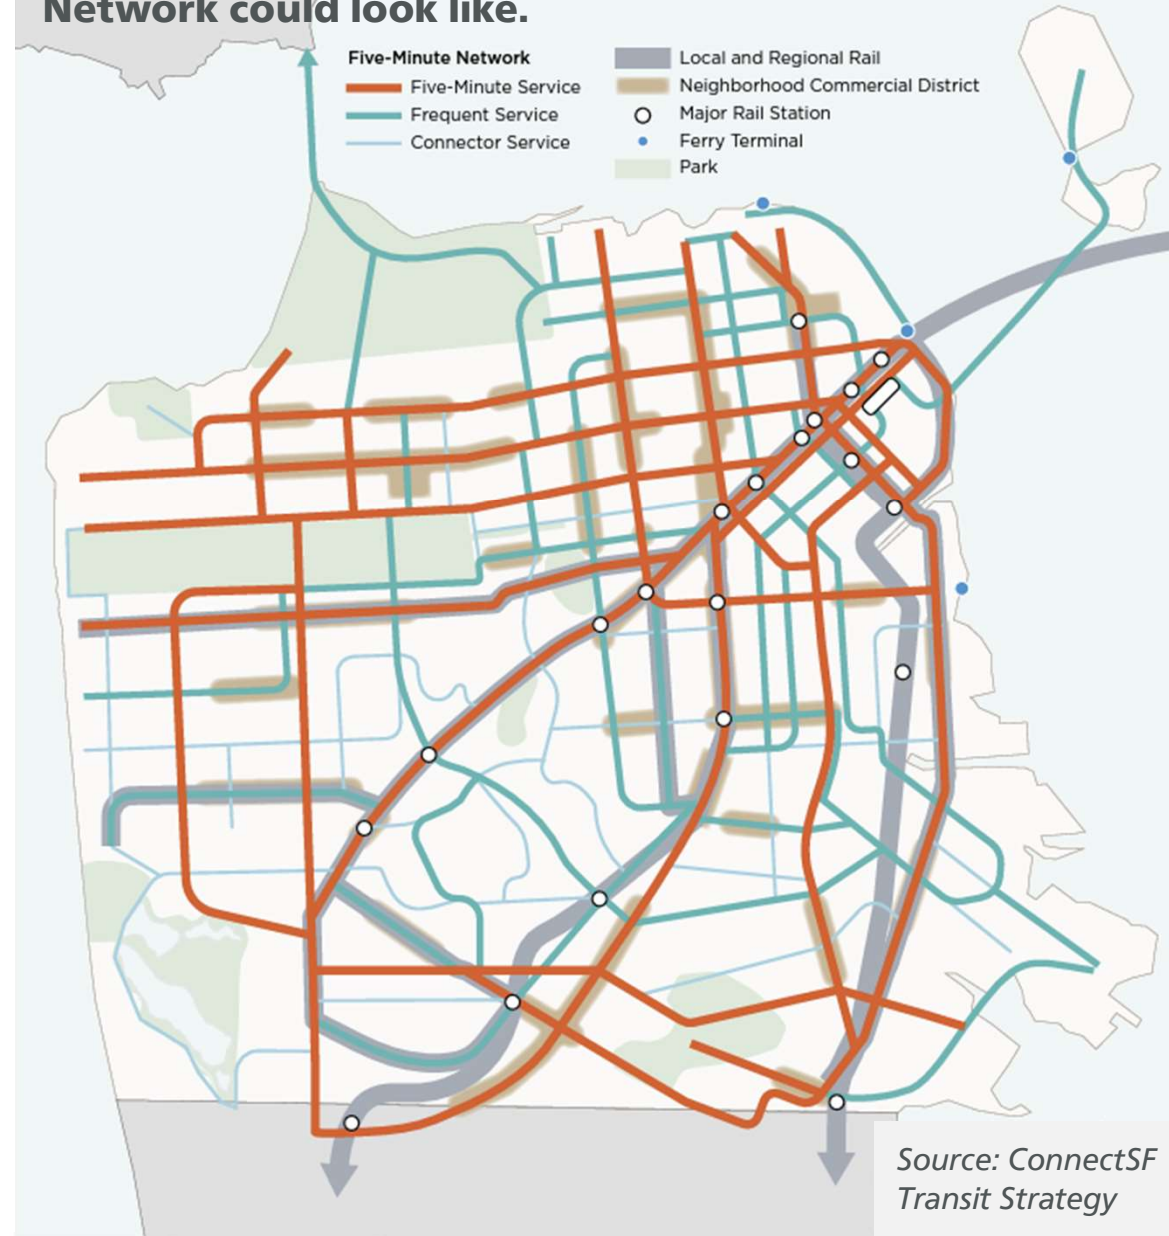 Network could look like.
Five-Minute Network
Five-Minute Service
Frequent Service
Connector Service
Local and Regional Rail
Neighborhood Commercial District
Major Rail Station
Ferry Terminal
Park
Source: ConnectSF
Transit Strategy